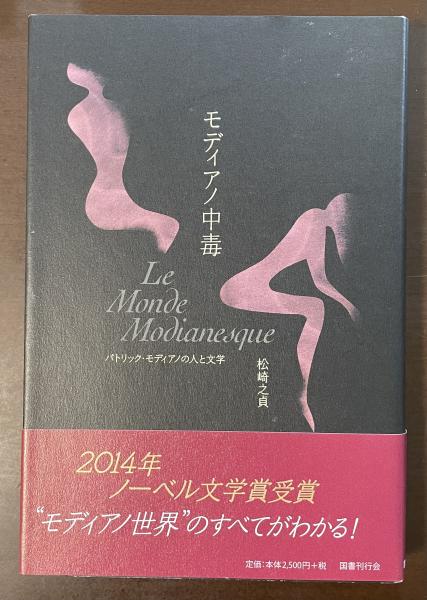 モディアノ中毒
Le
Monde
Modianesque
パトリック・モディアノの人と文学
松崎之貞
2014年
ノーベル文学賞受賞
“モディアノ世界”のすべてがわかる!
定価:本体2,500円+税 国書刊行会